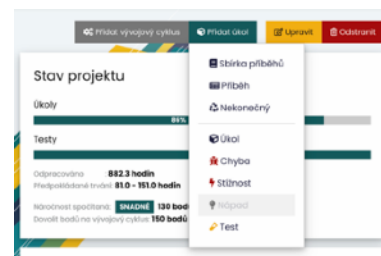 Přidat vývojový cyklus
Přidat úkol
Upravit
Odstranit
Stav projektu
Úkoly
86%
Testy
Odpracováno 882.3 hodin
Předpokládané trvání 81.0 - 151.0 hodin
Náročnost spočítaná: SNADNÉ 130 bod
Dovolit bodů na vývojový cyklus 150 bodů
Sbírka příběhů
Příběh
Nekonečný
Úkol
Chyba
Stížnost
Nápad
Test